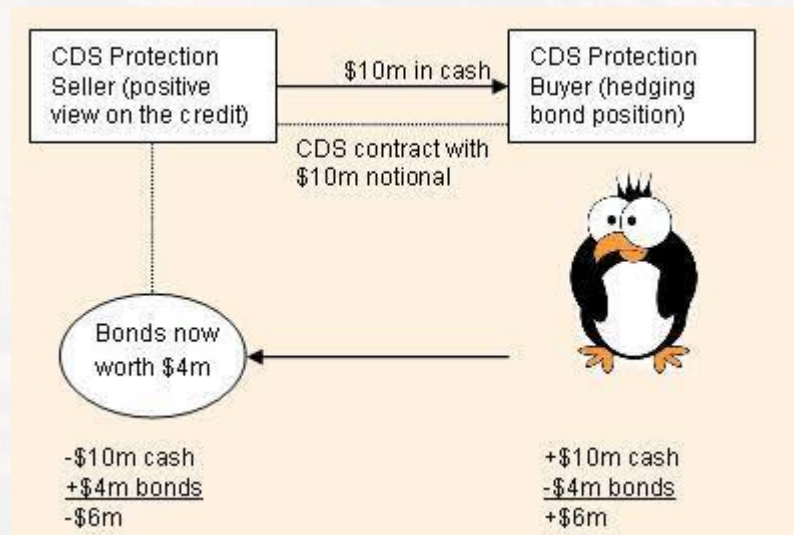 CDS Protection
Seller (positive
view on the credit)
$10m in cash
CDS Protection
Buyer (hedging
bond position)
CDS contract with
$10m notional
Bonds now
worth $4m
-$10m cash
+$4m bonds
-$6m
+$10m cash
-$4m bonds
+$6m